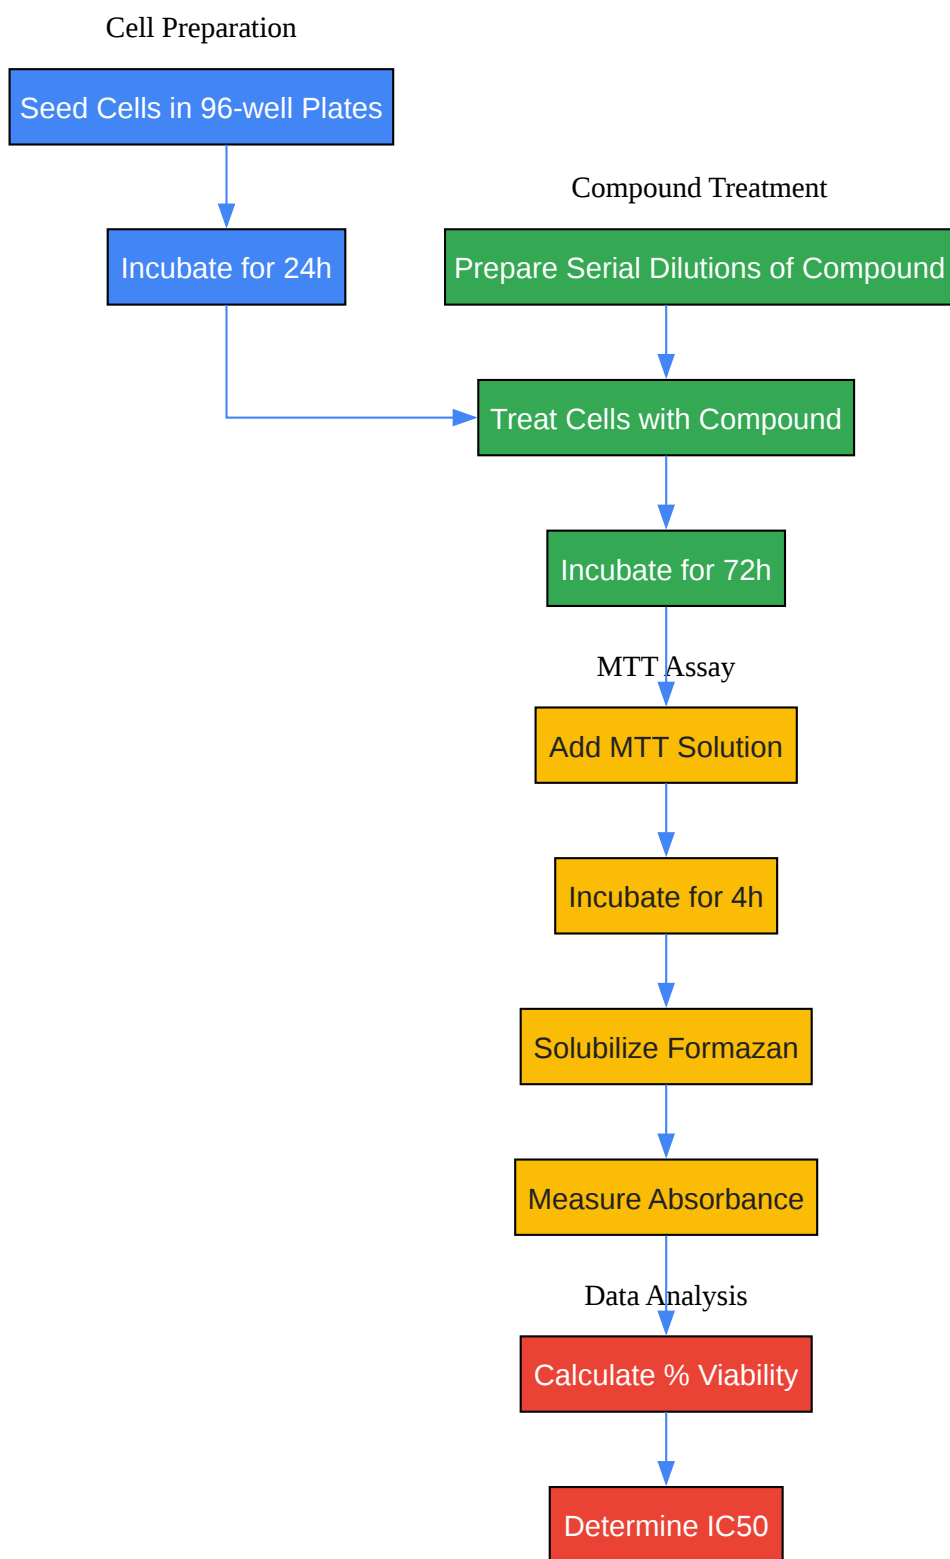 Cell Preparation
Seed Cells in 96-well Plates
Incubate for 24h
Compound Treatment
Prepare Serial Dilutions of Compound
Treat Cells with Compound
Incubate for 72h
MTT Assay
Add MTT Solution
Incubate for 4h
Solubilize Formazan
Measure Absorbance
Data Analysis
Calculate % Viability
Determine IC50